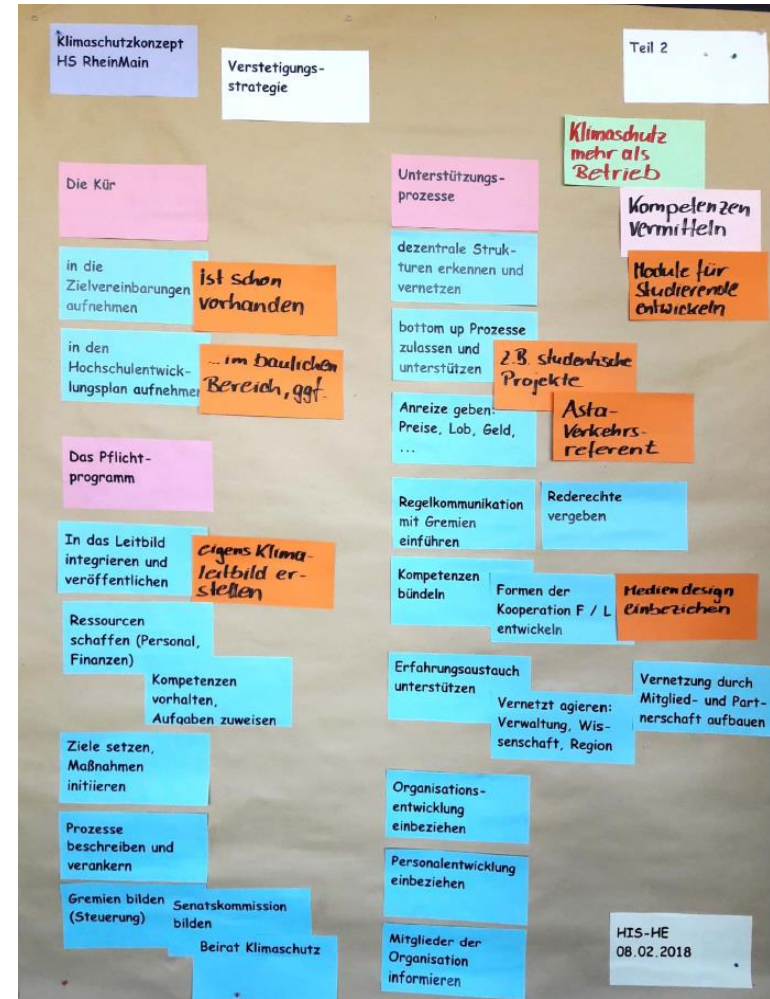 Klimaschutzkonzept
HS RheinMain
Verstetigungs-
strategie
Teil 2
Klimaschutz
mehr als
Betrieb
Kompetenzen
vermitteln
Module für
Studierende
entwickeln
Die Kür
in die
Zielvereinbarungen
aufnehmen
ist schon
vorhanden
in den
Hochschulentwick-
lungsplan aufnehmen
... im baulichen
Bereich, ggf.
Das Pflicht-
programm
In das Leitbild
integrieren und
veröffentlichen
eigens Klima-
leitbild er-
stellen
Ressourcen
schaffen (Personal,
Finanzen)
Kompetenzen
vorhalten,
Aufgaben zuweisen
Ziele setzen,
Maßnahmen
initiieren
Prozesse
beschreiben und
verankern
Gremien bilden
(Steuerung)
Senatskommission
bilden
Beirat Klimaschutz
Unterstützungs-
prozesse
dezentrale Struk-
turen erkennen und
vernetzen
bottom up Prozesse
zulassen und
unterstützen
z.B. studentische
Projekte
Anreize geben:
Preise, Lob, Geld,
...
Asta-
Verkehrs-
referent
Regelkommunikation
mit Gremien
einführen
Rederechte
vergeben
Kompetenzen
bündeln
Formen der
Kooperation F / L
entwickeln
Mediendesign
einbeziehen
Erfahrungsaustauch
unterstützen
Vernetzt agieren:
Verwaltung, Wis-
senschaft, Region
Vernetzung durch
Mitglied- und Part-
nerschaft aufbauen
Organisations-
entwicklung
einbeziehen
Personalentwicklung
einbeziehen
Mitglieder der
Organisation
informieren
HIS-HE
08.02.2018